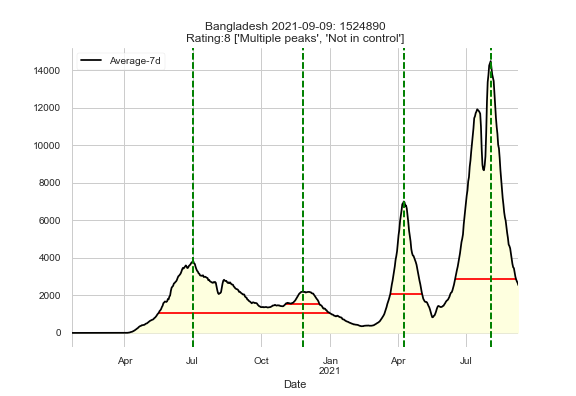 Bangladesh 2021-09-09: 1524890
Rating:8 ['Multiple peaks', 'Not in control']
Average-7d
14000
12000
10000
8000
6000
4000
2000
0
Apr Jul Oct Jan Apr Jul
2021
Date